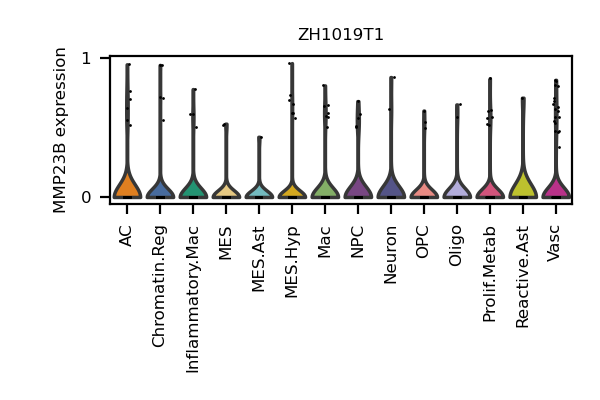 ZH1019T1
MMP23B expression
1
0
AC
Chromatin.Reg
Inflammatory.Mac
MES
MES.Ast
MES.Hyp
Mac
NPC
Neuron
OPC
Oligo
Prolif.Metab
Reactive.Ast
Vasc